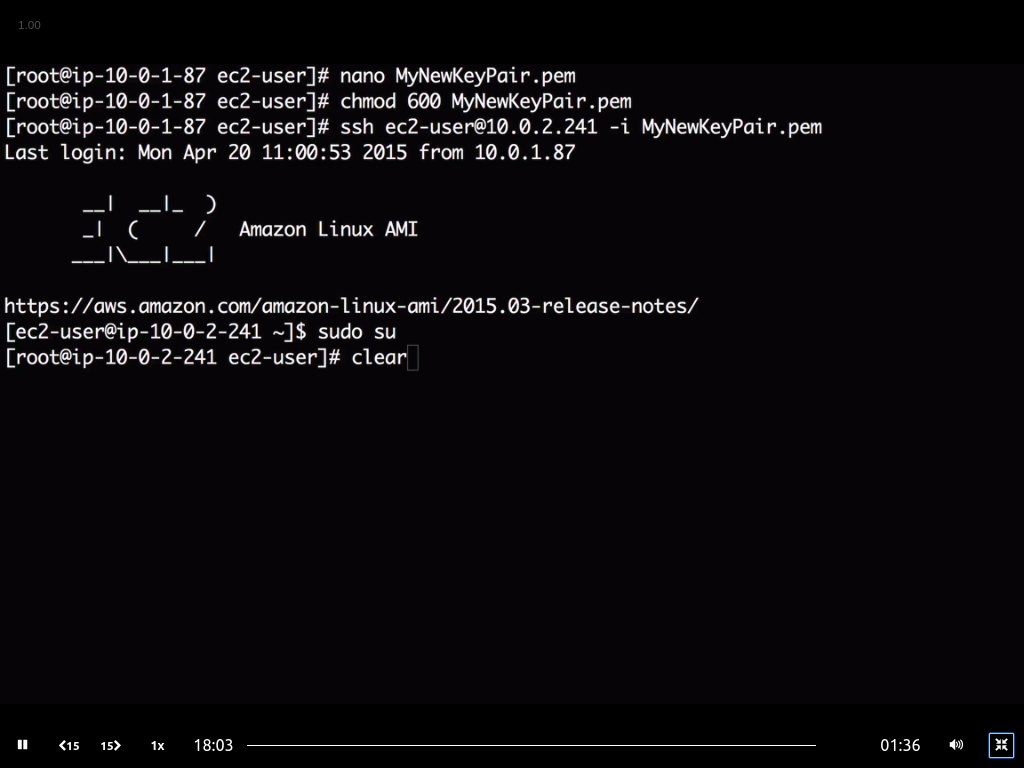 1.00
[root@ip-10-0-1-87 ec2-user]# nano MyNewKeyPair.pem
[root@ip-10-0-1-87 ec2-user]# chmod 600 MyNewKeyPair.pem
[root@ip-10-0-1-87 ec2-user]# ssh ec2-user@10.0.2.241 -i MyNewKeyPair.pem
Last login: Mon Apr 20 11:00:53 2015 from 10.0.1.87
__|  __|_  )
_|  (     /   Amazon Linux AMI
___|\___|___|
https://aws.amazon.com/amazon-linux-ami/2015.03-release-notes/
[ec2-user@ip-10-0-2-241 ~]$ sudo su
[root@ip-10-0-2-241 ec2-user]# clear
15 15 1x 18:03 01:36